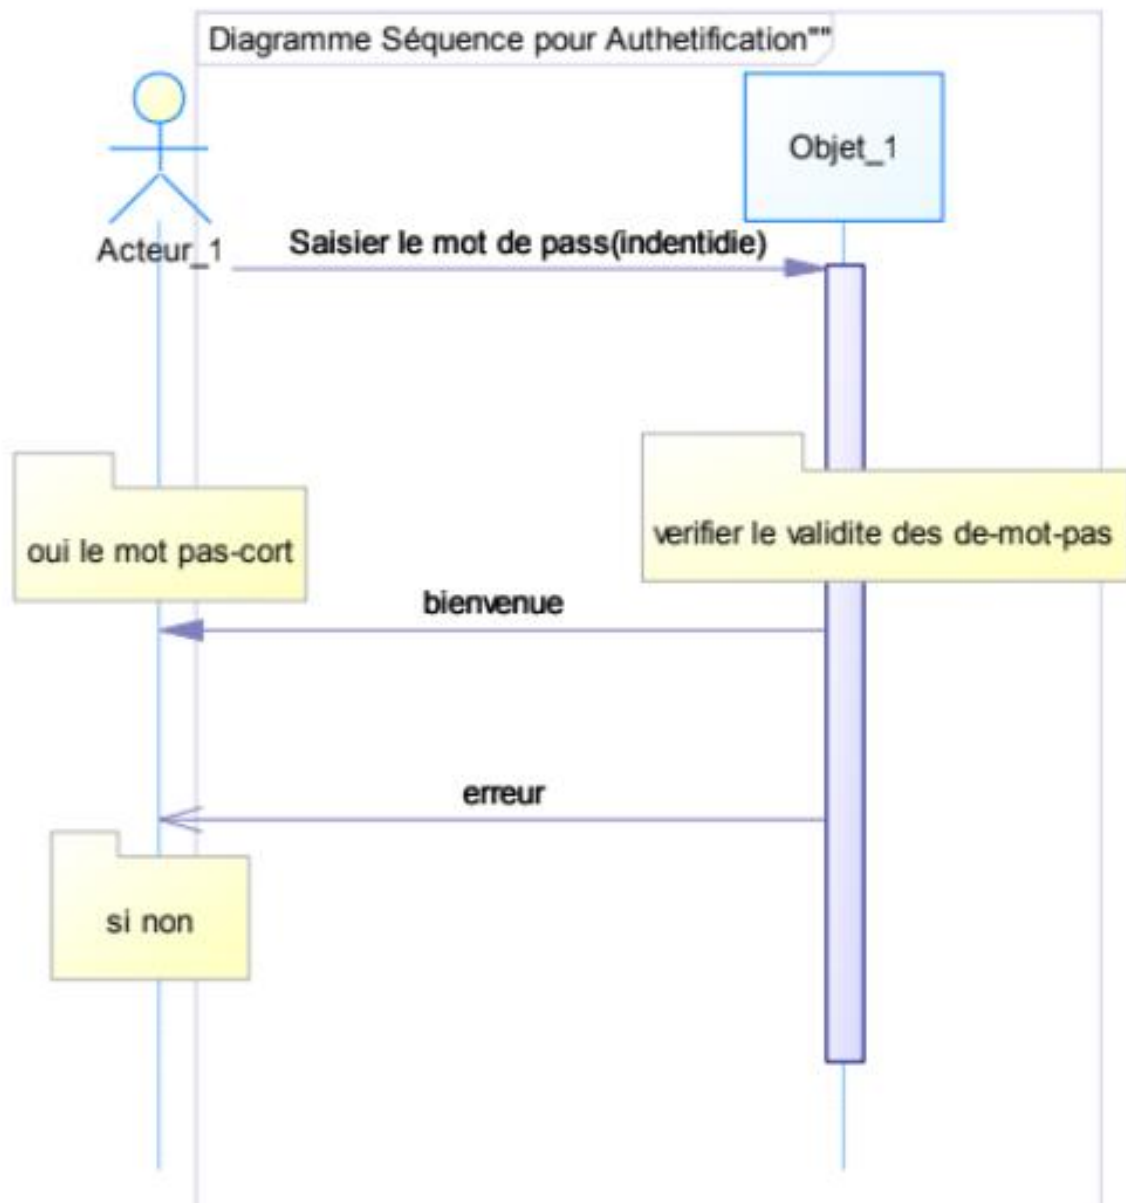 Diagramme Séquence pour Authetification""
Objet_1
Acteur_1
Saisier le mot de pass(indentidie)
oui le mot pas-cort
verifier le validite des de-mot-pas
bienvenue
erreur
si non